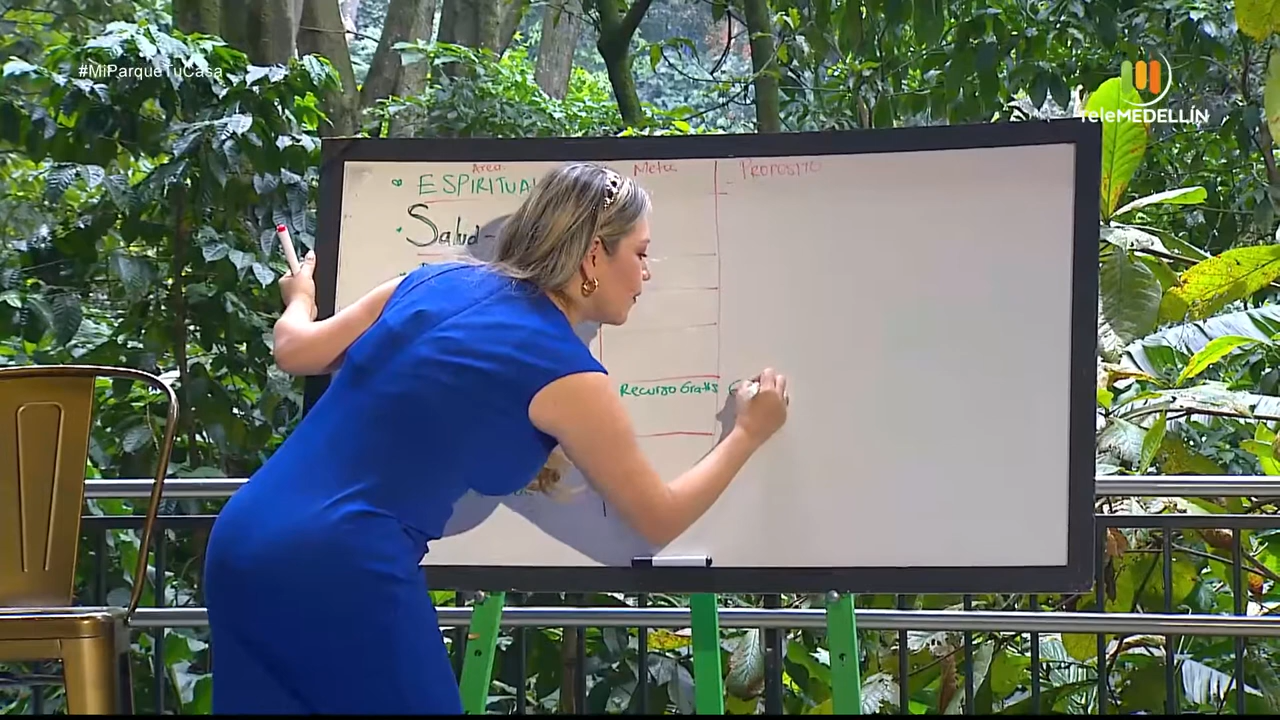 #MiParqueTuCasa
TeleMEDELLÍN
Area Meta Proposito
ESPIRITUAL
Salud -
Recurso Gratis